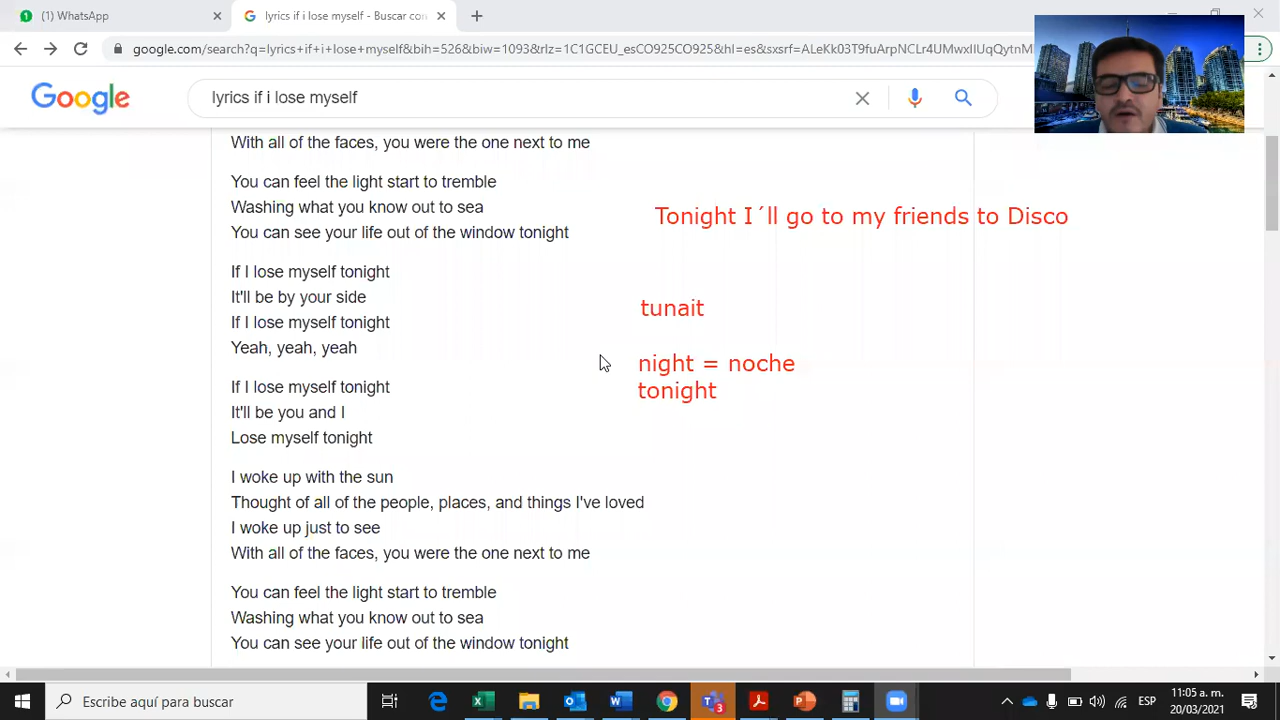 (1) WhatsApp
lyrics if i lose myself - Buscar con
google.com/search?q=lyrics+if+i+lose+myself&bih=526&biw=1093&rlz=1C1GCEU_esCO925CO925&hl=es&sxsrf=
Google
lyrics if i lose myself
With all of the faces, you were the one next to me
You can feel the light start to tremble
Washing what you know out to sea
You can see your life out of the window tonight
Tonight I´ll go to my friends to Disco
If I lose myself tonight
It'll be by your side
If I lose myself tonight
Yeah, yeah, yeah
tunait
night = noche
tonight
If I lose myself tonight
It'll be you and I
Lose myself tonight
I woke up with the sun
Thought of all of the people, places, and things I've loved
I woke up just to see
With all of the faces, you were the one next to me
You can feel the light start to tremble
Washing what you know out to sea
You can see your life out of the window tonight
Escribe aquí para buscar
3
ESP
11:05 a. m.
20/03/2021